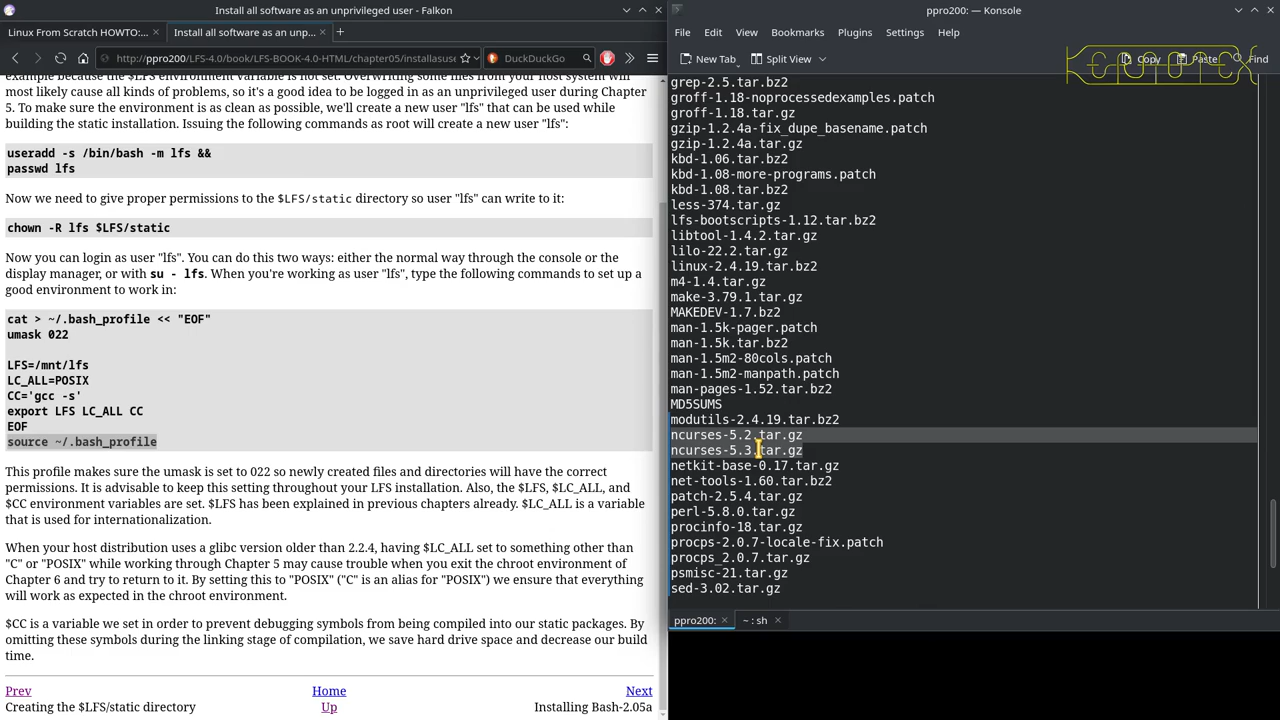 Install all software as an unprivileged user - Falkon
Linux From Scratch HOWTO:...
Install all software as an unp...
http://ppro200/LFS-4.0/book/LFS-BOOK-4.0-HTML/chapter05/installasuse
DuckDuckGo
example because the $LFS environment variable is not set. Overwriting some files from your host system will
most likely cause all kinds of problems, so it's a good idea to be logged in as an unprivileged user during Chapter
5. To make sure the environment is as clean as possible, we'll create a new user "lfs" that can be used while
building the static installation. Issuing the following commands as root will create a new user "lfs":
useradd -s /bin/bash -m lfs &&
passwd lfs
Now we need to give proper permissions to the $LFS/static directory so user "lfs" can write to it:
chown -R lfs $LFS/static
Now you can login as user "lfs". You can do this two ways: either the normal way through the console or the
display manager, or with su - lfs. When you're working as user "lfs", type the following commands to set up a
good environment to work in:
cat > ~/.bash_profile << "EOF"
umask 022
LFS=/mnt/lfs
LC_ALL=POSIX
CC='gcc -s'
export LFS LC_ALL CC
EOF
source ~/.bash_profile
This profile makes sure the umask is set to 022 so newly created files and directories will have the correct
permissions. It is advisable to keep this setting throughout your LFS installation. Also, the $LFS, $LC_ALL, and
$CC environment variables are set. $LFS has been explained in previous chapters already. $LC_ALL is a variable
that is used for internationalization.
When your host distribution uses a glibc version older than 2.2.4, having $LC_ALL set to something other than
"C" or "POSIX" while working through Chapter 5 may cause trouble when you exit the chroot environment of
Chapter 6 and try to return to it. By setting this to "POSIX" ("C" is an alias for "POSIX") we ensure that everything
will work as expected in the chroot environment.
$CC is a variable we set in order to prevent debugging symbols from being compiled into our static packages. By
omitting these symbols during the linking stage of compilation, we save hard drive space and decrease our build
time.
Prev Home Next
Creating the $LFS/static directory Up Installing Bash-2.05a
ppro200: — Konsole
File Edit View Bookmarks Plugins Settings Help
New Tab Split View Copy Paste Find
grep-2.5.tar.bz2
groff-1.18-noprocessedexamples.patch
groff-1.18.tar.gz
gzip-1.2.4a-fix_dupe_basename.patch
gzip-1.2.4a.tar.gz
kbd-1.06.tar.bz2
kbd-1.08-more-programs.patch
kbd-1.08.tar.bz2
less-374.tar.gz
lfs-bootscripts-1.12.tar.bz2
libtool-1.4.2.tar.gz
lilo-22.2.tar.gz
linux-2.4.19.tar.bz2
m4-1.4.tar.gz
make-3.79.1.tar.gz
MAKEDEV-1.7.bz2
man-1.5k-pager.patch
man-1.5k.tar.bz2
man-1.5m2-80cols.patch
man-1.5m2-manpath.patch
man-pages-1.52.tar.bz2
MD5SUMS
modutils-2.4.19.tar.bz2
ncurses-5.2.tar.gz
ncurses-5.3.tar.gz
netkit-base-0.17.tar.gz
net-tools-1.60.tar.bz2
patch-2.5.4.tar.gz
perl-5.8.0.tar.gz
procinfo-18.tar.gz
procps-2.0.7-locale-fix.patch
procps_2.0.7.tar.gz
psmisc-21.tar.gz
sed-3.02.tar.gz
ppro200:
~ : sh